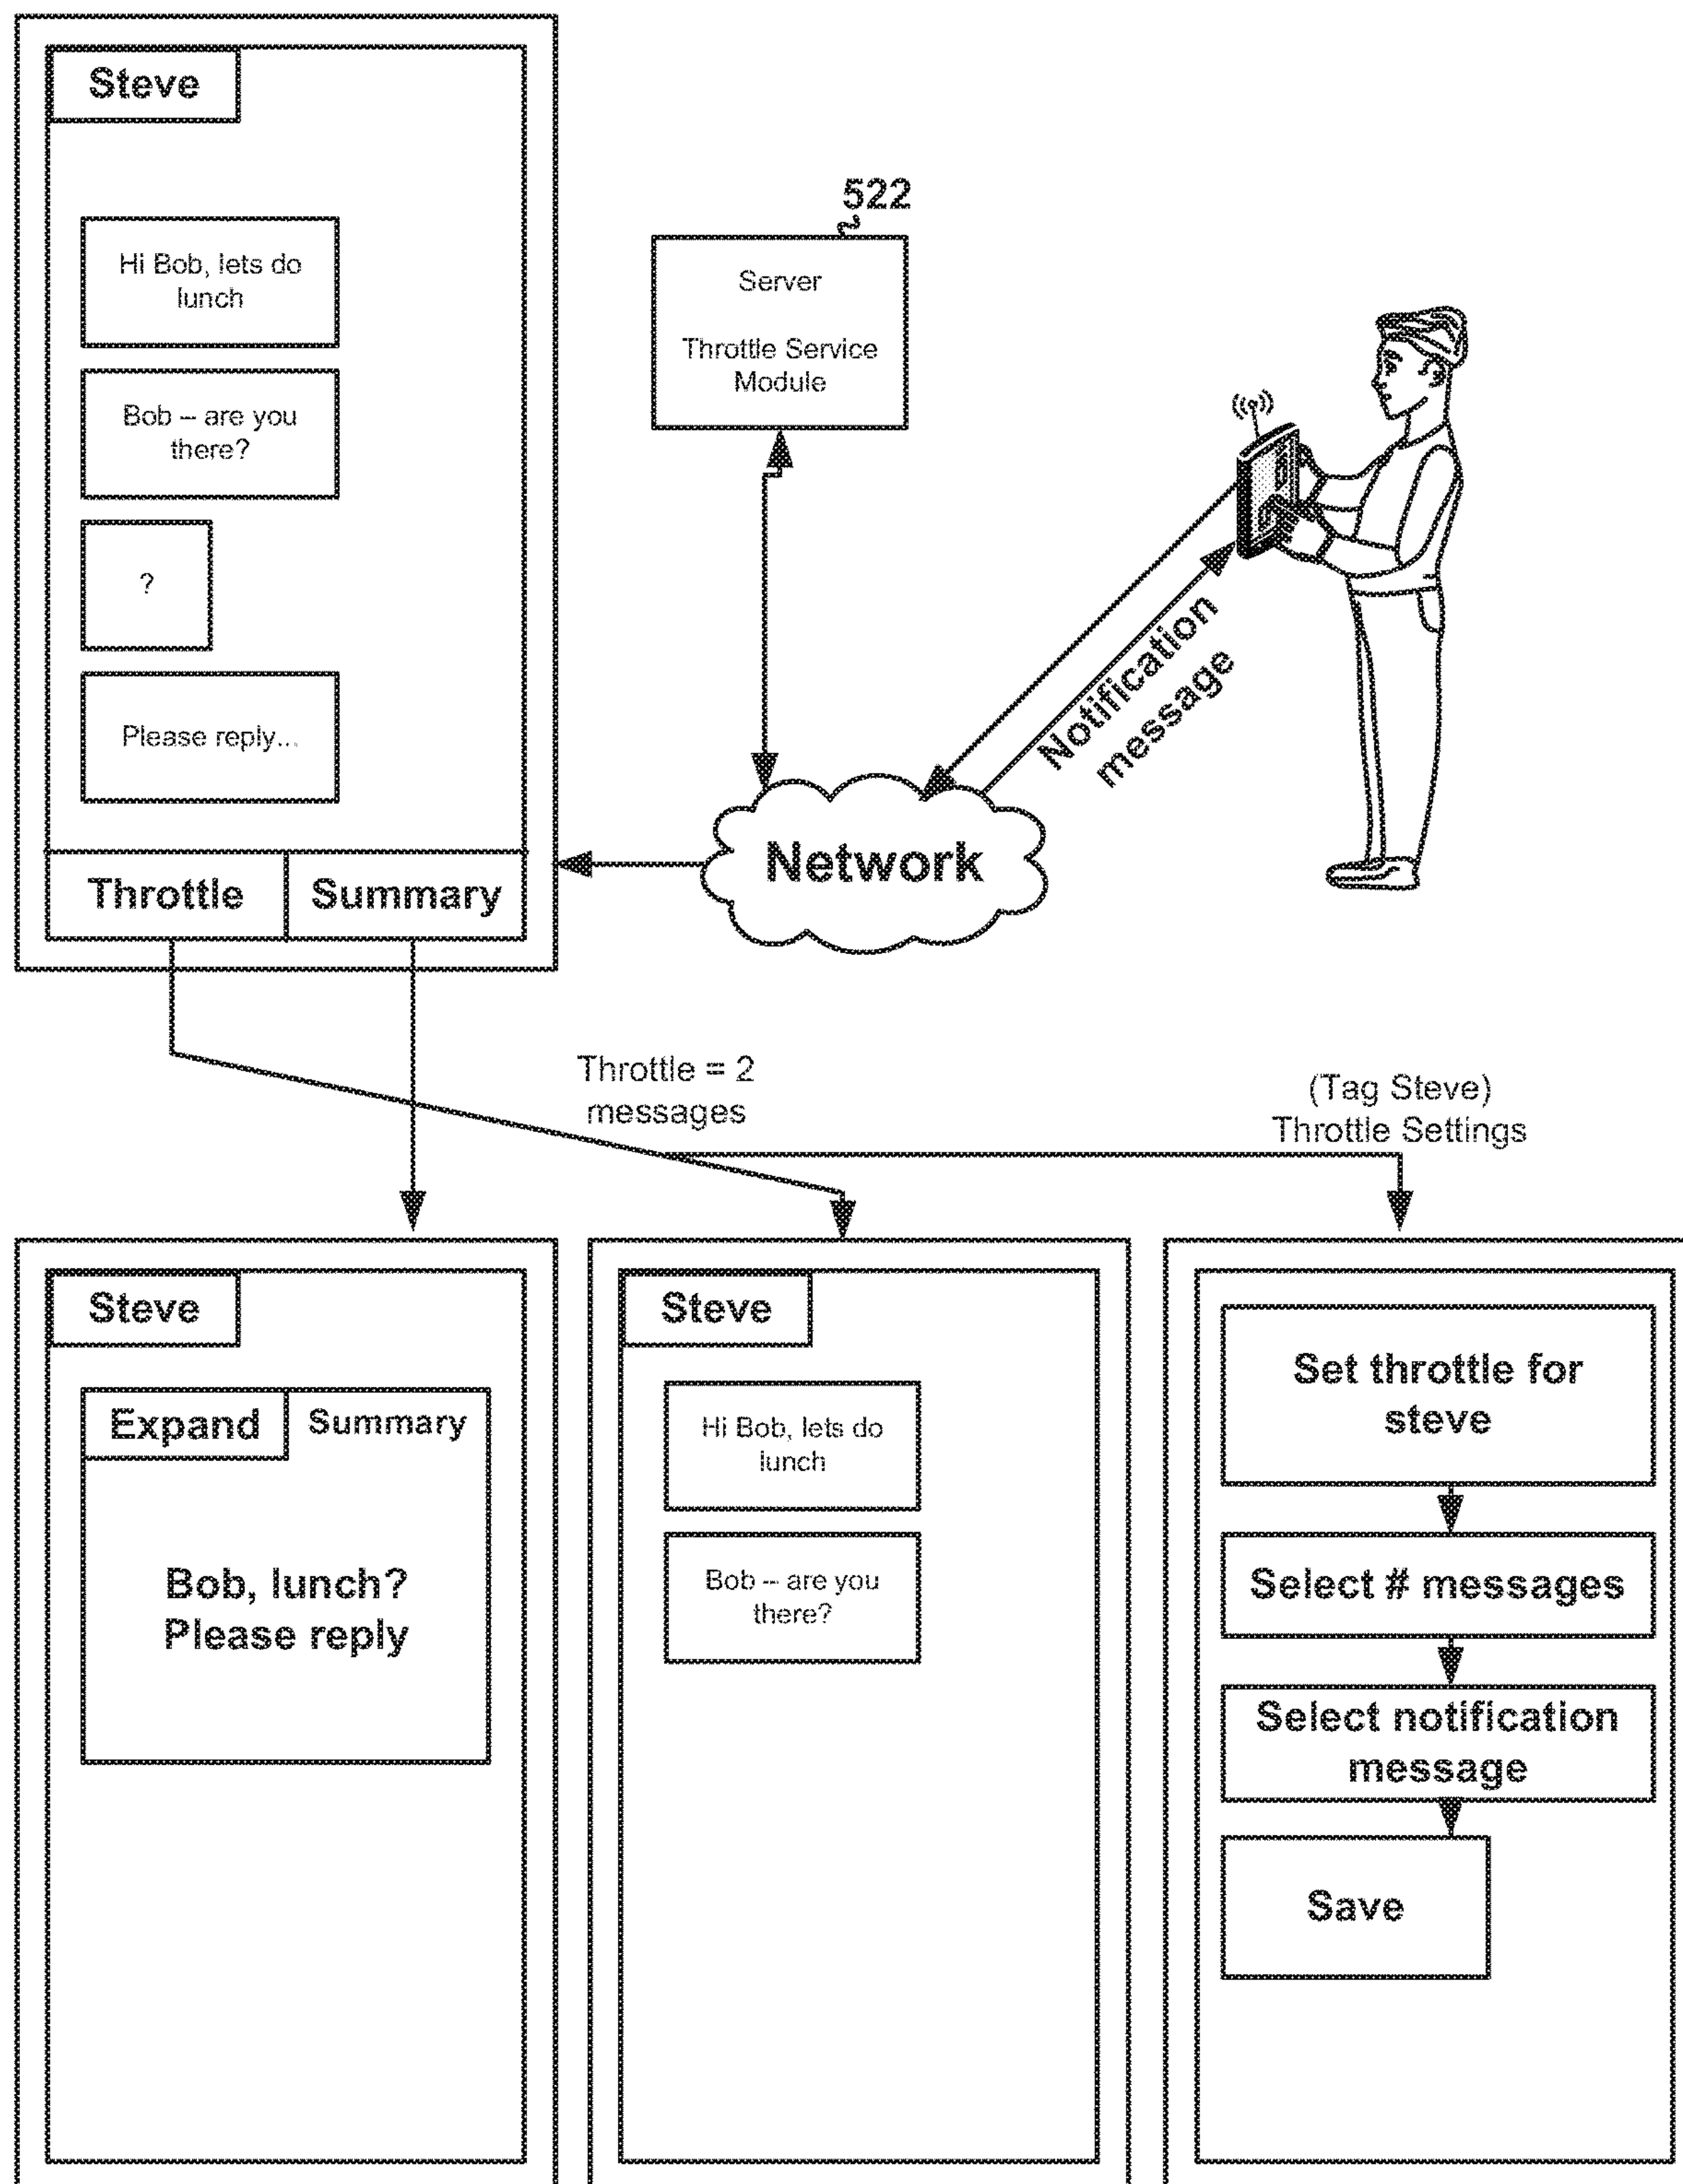 Steve
Hi Bob, lets do
lunch
Bob – are you
there?
?
Please reply...
Throttle
Summary
522
Server
Throttle Service
Module
Notification
message
Network
Throttle = 2
messages
(Tag Steve)
Throttle Settings
Steve
Expand
Summary
Bob, lunch?
Please reply
Steve
Hi Bob, lets do
lunch
Bob – are you
there?
Set throttle for
steve
Select # messages
Select notification
message
Save